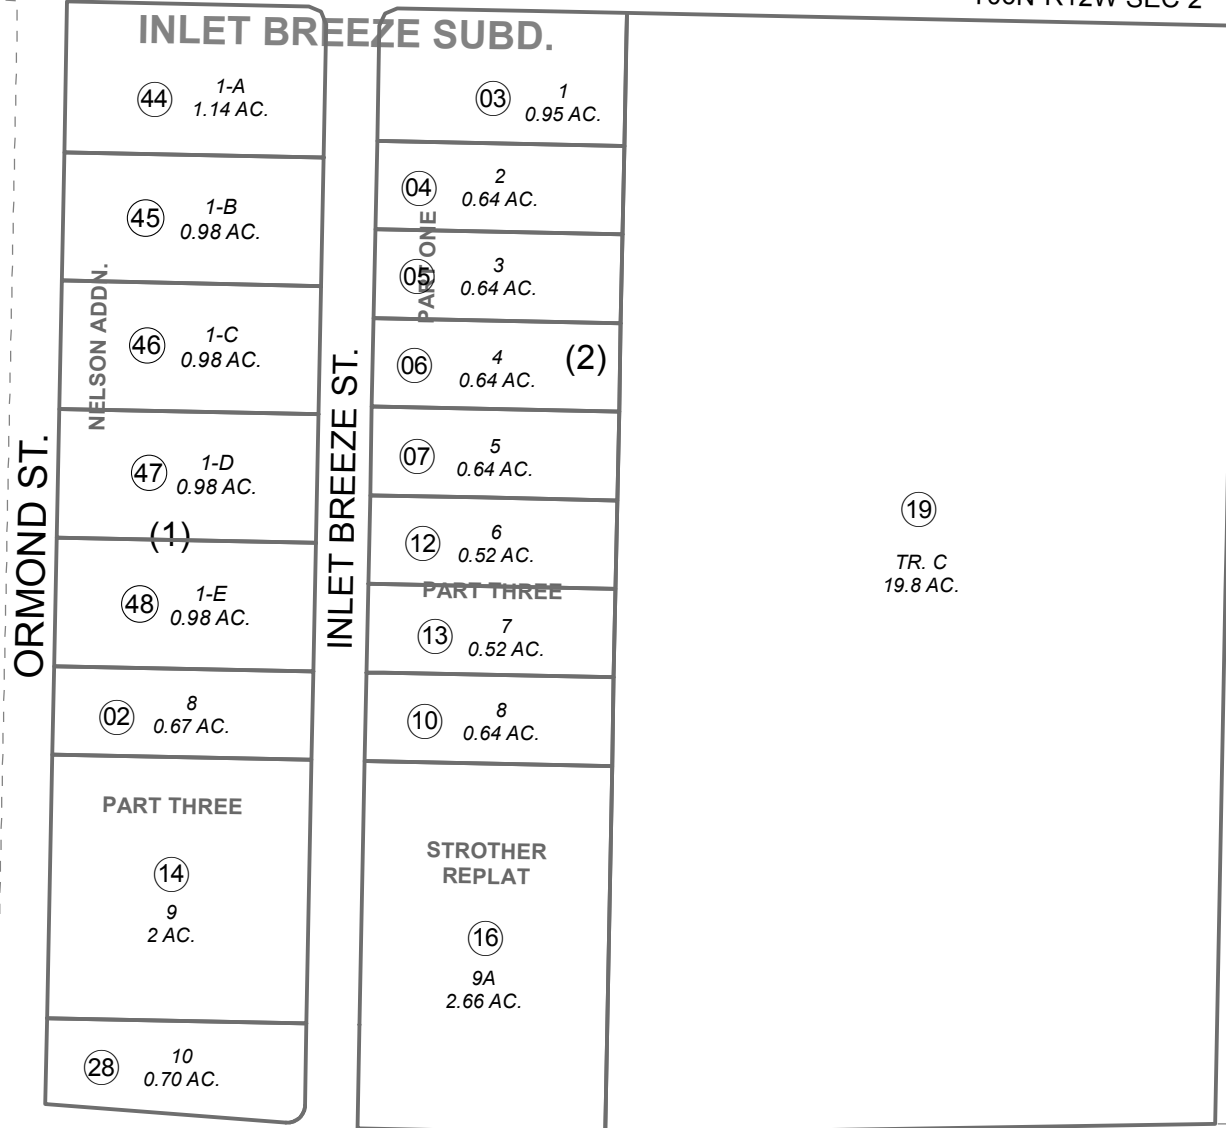 INLET BREEZE SUBD.
44
1-A
1.14 AC.
45
1-B
0.98 AC.
NELSON ADDN.
46
1-C
0.98 AC.
47
1-D
0.98 AC.
(1)
48
1-E
0.98 AC.
02
8
0.67 AC.
PART THREE
14
9
2 AC.
28
10
0.70 AC.
ORMOND ST.
INLET BREEZE ST.
03
1
0.95 AC.
04
2
0.64 AC.
PART ONE
05
3
0.64 AC.
06
4
0.64 AC.
(2)
07
5
0.64 AC.
12
6
0.52 AC.
PART THREE
13
7
0.52 AC.
10
8
0.64 AC.
STROTHER
REPLAT
16
9A
2.66 AC.
19
TR. C
19.8 AC.
R12W SEC 2